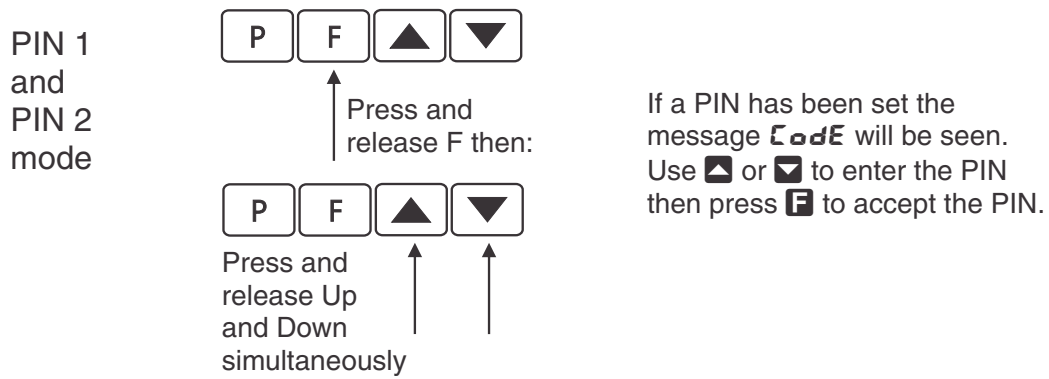 PIN 1
and
PIN 2
mode
P F ▲ ▼
Press and
release F then:
P F ▲ ▼
Press and
release Up
and Down
simultaneously
If a PIN has been set the
message CodE will be seen.
Use ▲ or ▼ to enter the PIN
then press F to accept the PIN.